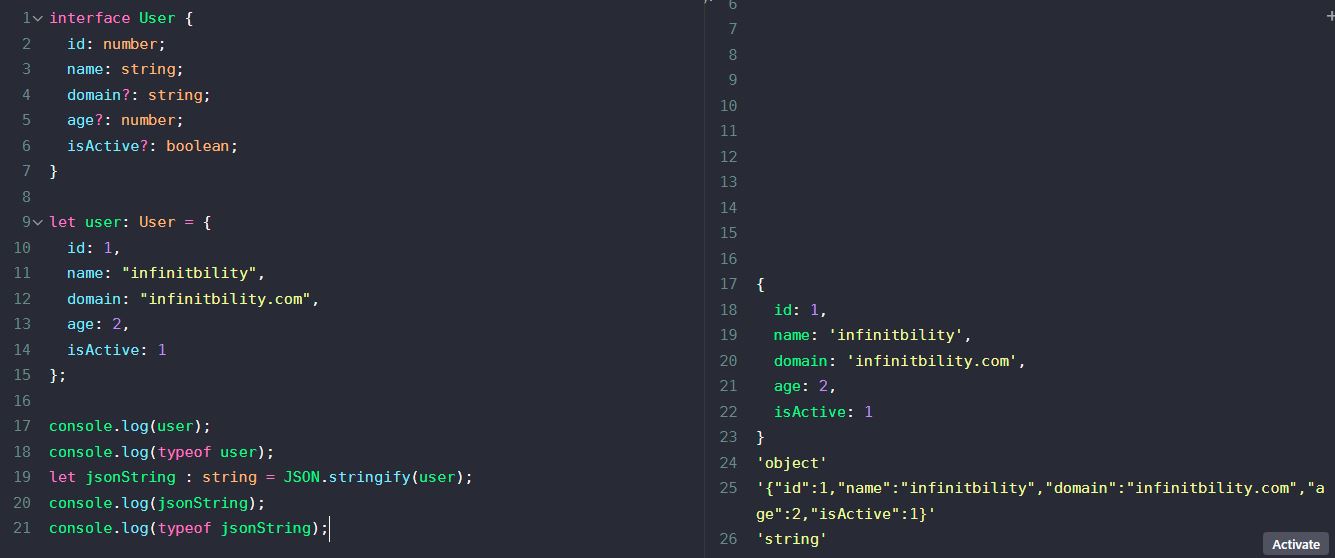 1 interface User {
2 id: number;
3 name: string;
4 domain?: string;
5 age?: number;
6 isActive?: boolean;
7 }
8
9 let user: User = {
10 id: 1,
11 name: "infinitbility",
12 domain: "infinitbility.com",
13 age: 2,
14 isActive: 1
15 };
16
17 console.log(user);
18 console.log(typeof user);
19 let jsonString : string = JSON.stringify(user);
20 console.log(jsonString);
21 console.log(typeof jsonString);
6
7
8
9
10
11
12
13
14
15
16
17 {
18 id: 1,
19 name: 'infinitbility',
20 domain: 'infinitbility.com',
21 age: 2,
22 isActive: 1
23 }
24 'object'
25 '{"id":1,"name":"infinitbility","domain":"infinitbility.com","a
ge":2,"isActive":1}'
26 'string'
+
Activate